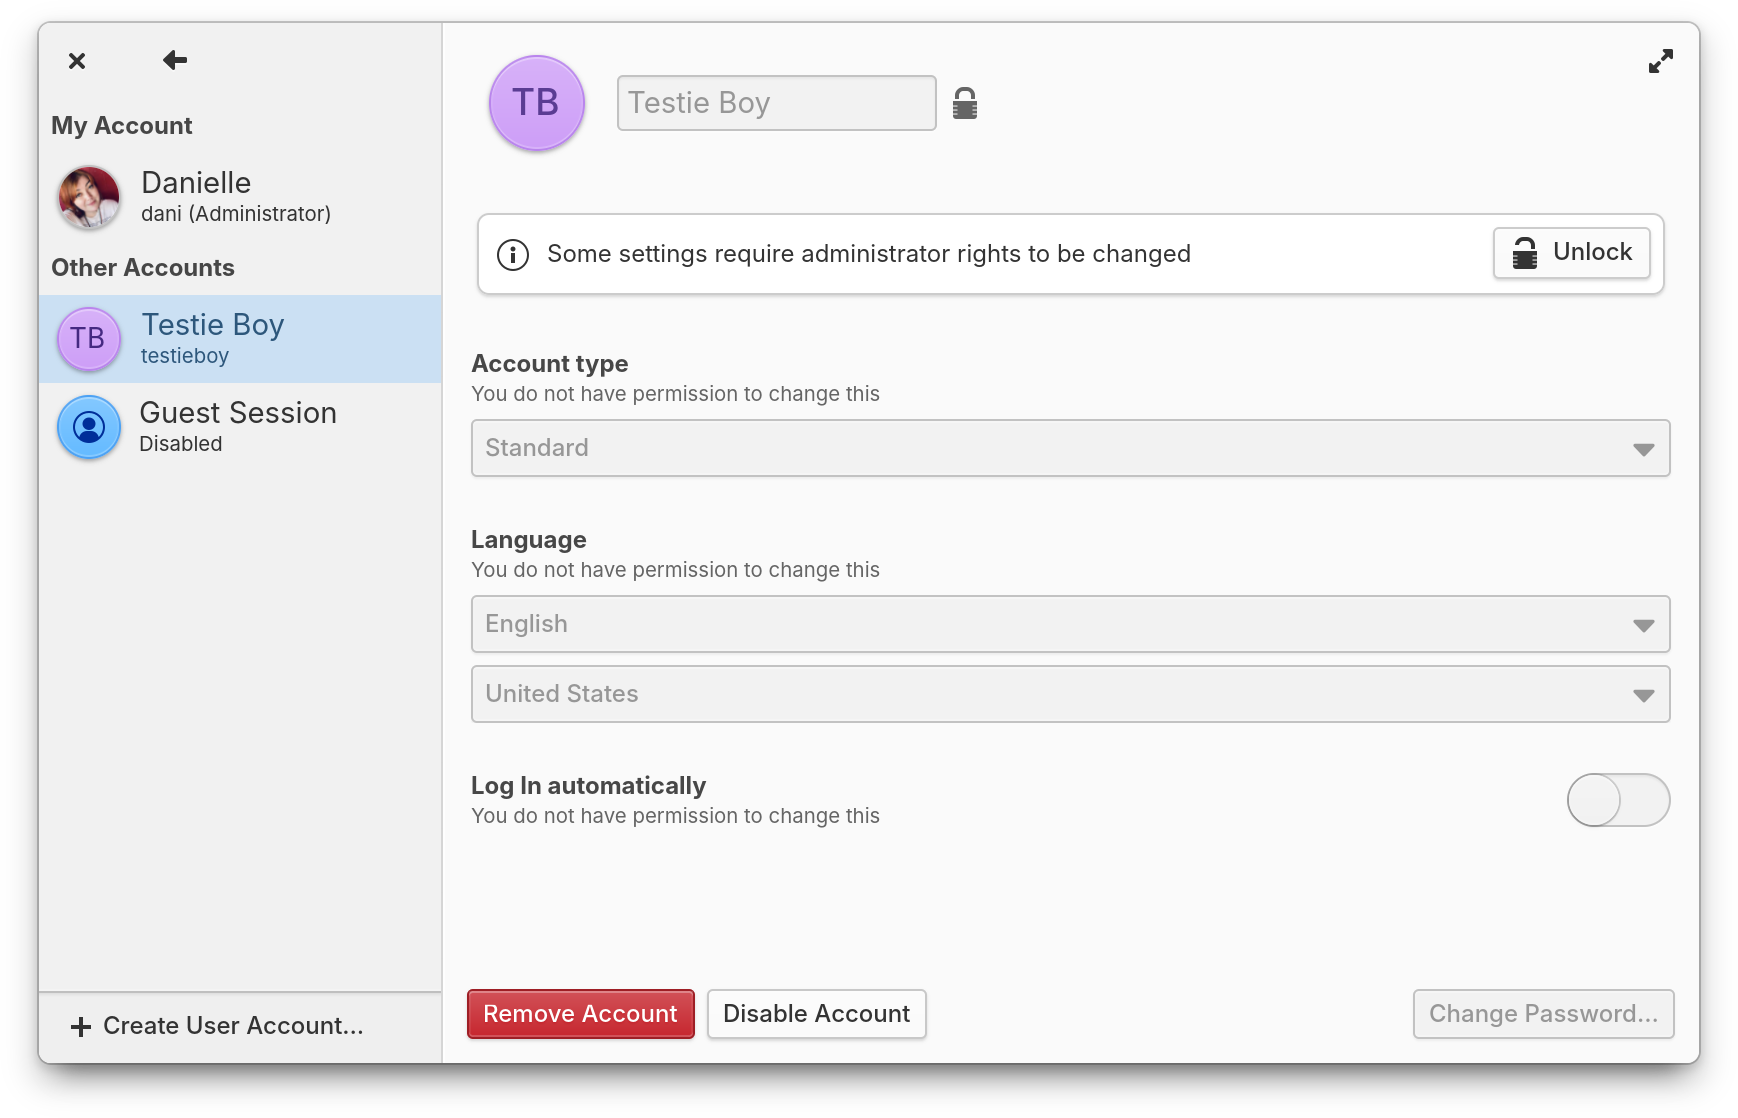 My Account
Danielle
dani (Administrator)
Other Accounts
TB
Testie Boy
testieboy
Guest Session
Disabled
Create User Account...
TB
Testie Boy
Some settings require administrator rights to be changed
Unlock
Account type
You do not have permission to change this
Standard
Language
You do not have permission to change this
English
United States
Log In automatically
You do not have permission to change this
Remove Account
Disable Account
Change Password...